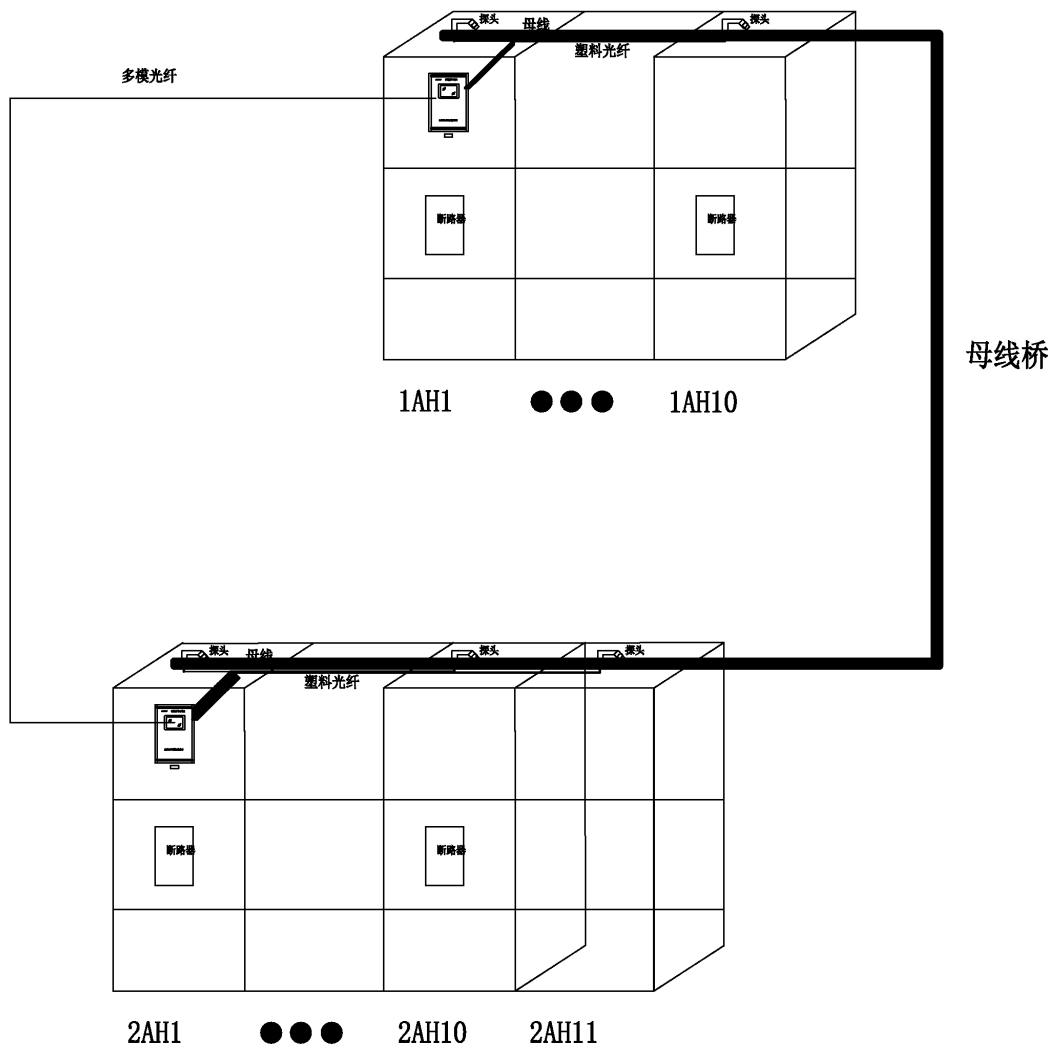 探头
母线
探头
塑料光纤
多模光纤
断路器
断路器
母线桥
1AH1 ●●● 1AH10
探头
母线
探头
探头
塑料光纤
断路器
断路器
2AH1 ●●● 2AH10 2AH11